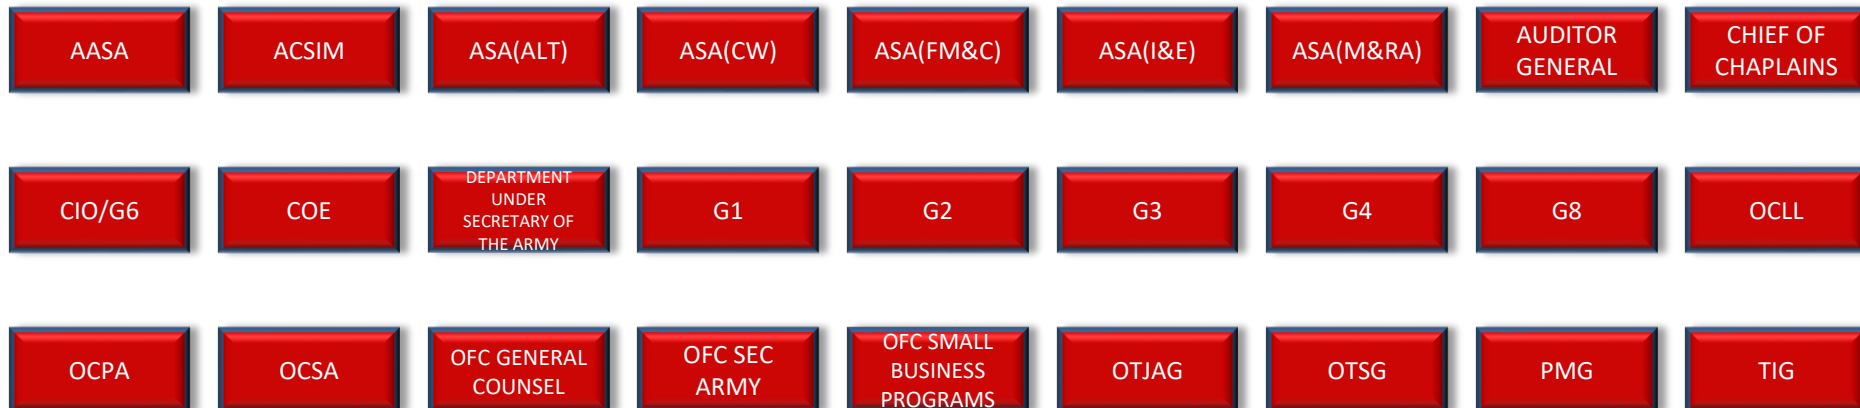 AASA
ACSIM
ASA(ALT)
ASA(CW)
ASA(FM&C)
ASA(I&E)
ASA(M&RA)
AUDITOR
GENERAL
CHIEF OF
CHAPLAINS
CIO/G6
COE
DEPARTMENT
UNDER
SECRETARY OF
THE ARMY
G1
G2
G3
G4
G8
OCLL
OCPA
OCSA
OFC GENERAL
COUNSEL
OFC SEC
ARMY
OFC SMALL
BUSINESS
PROGRAMS
OTJAG
OTSG
PMG
TIG